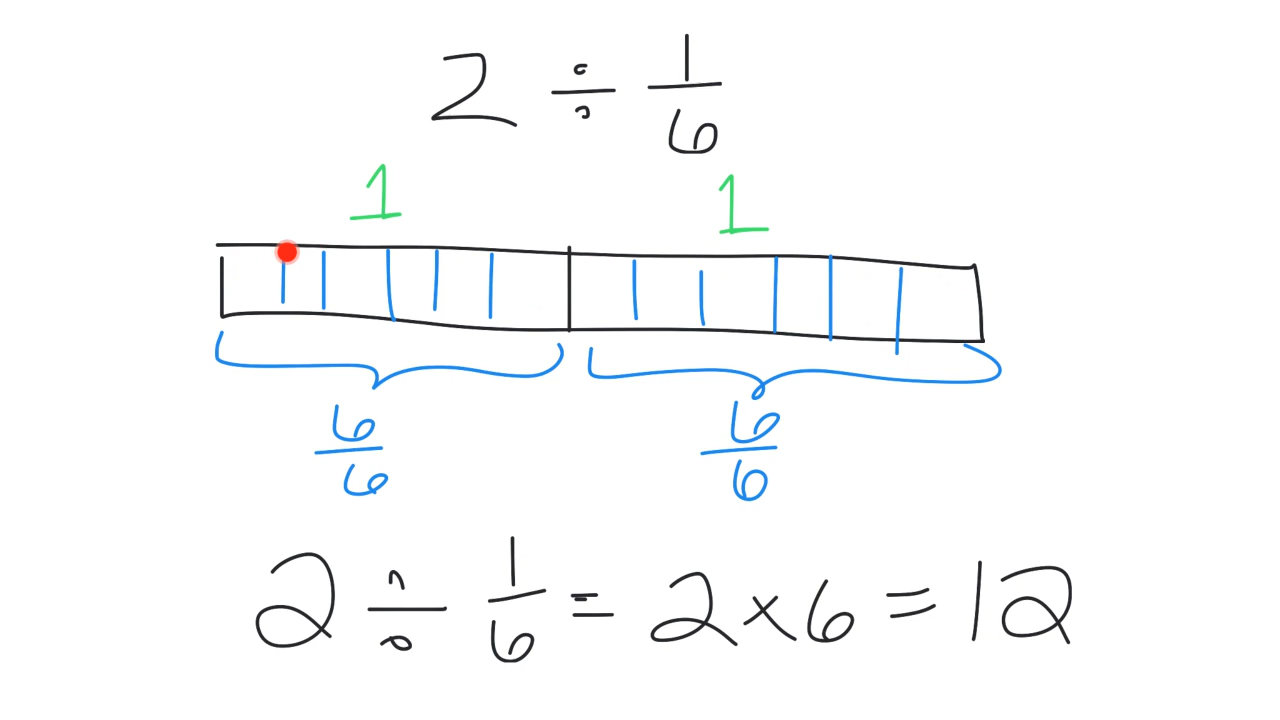 2 ÷ 1/6
1 1
6/6 6/6
2 ÷ 1/6 = 2 × 6 = 12